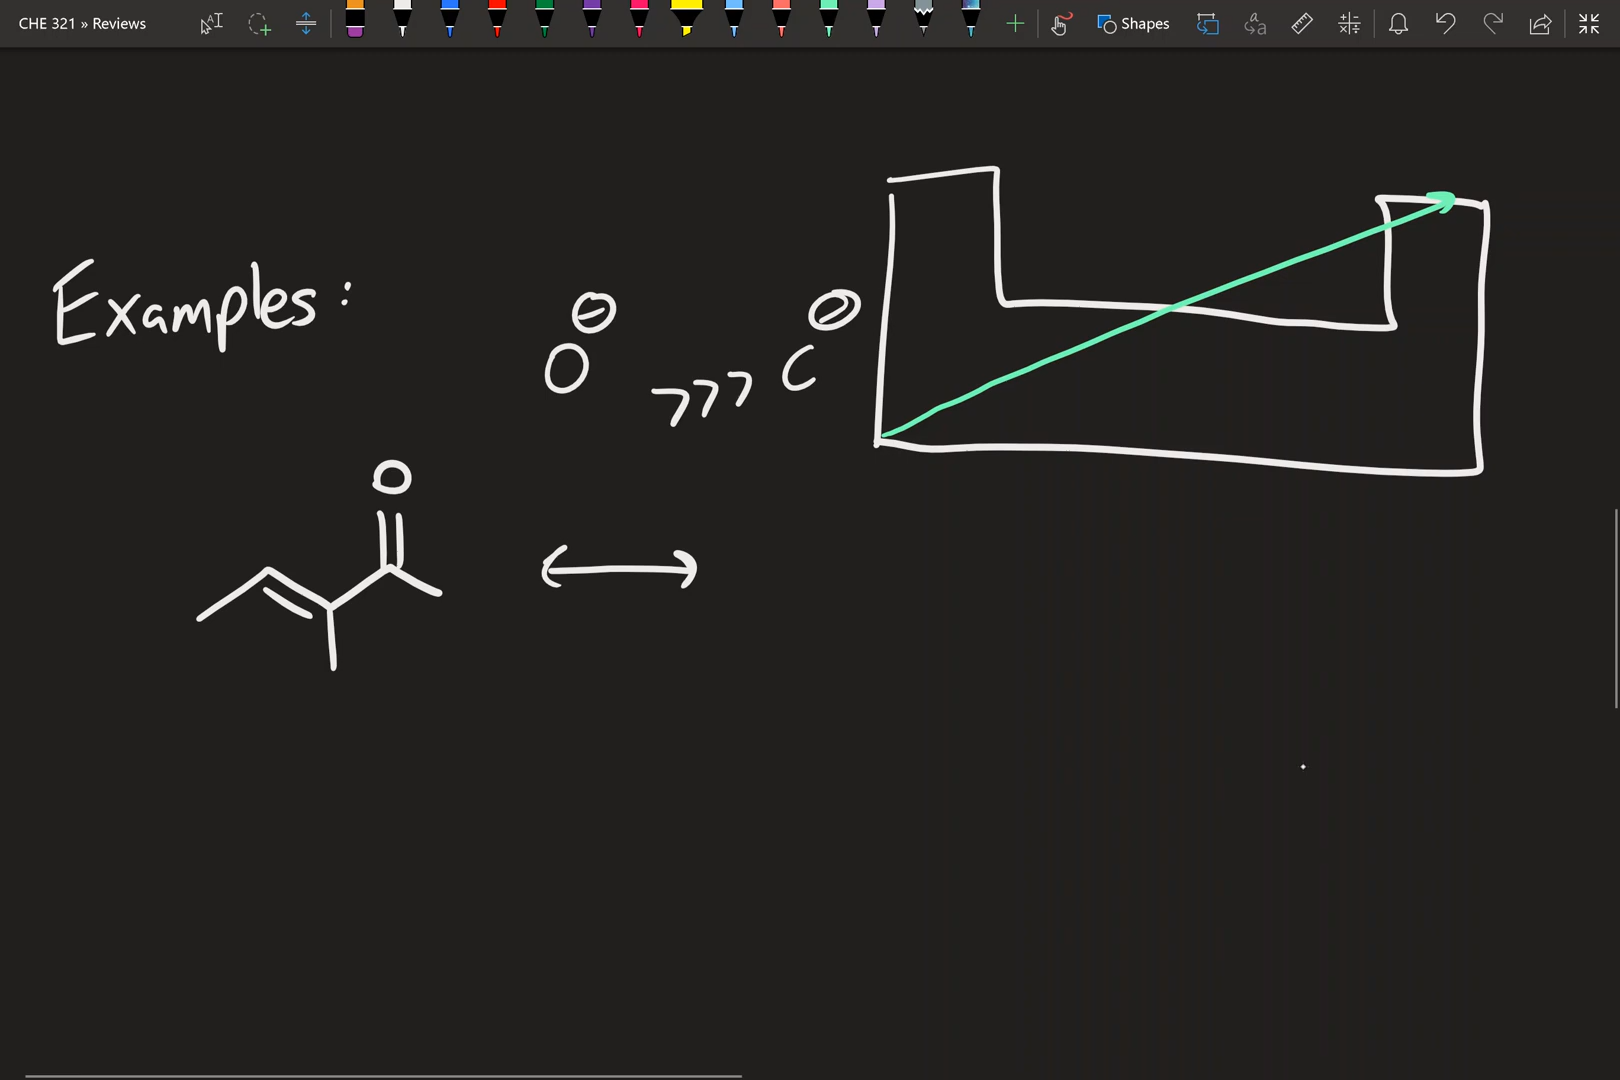 CHE 321 » Reviews
Shapes
Examples:
⊖ ⊖
O >>> C
O